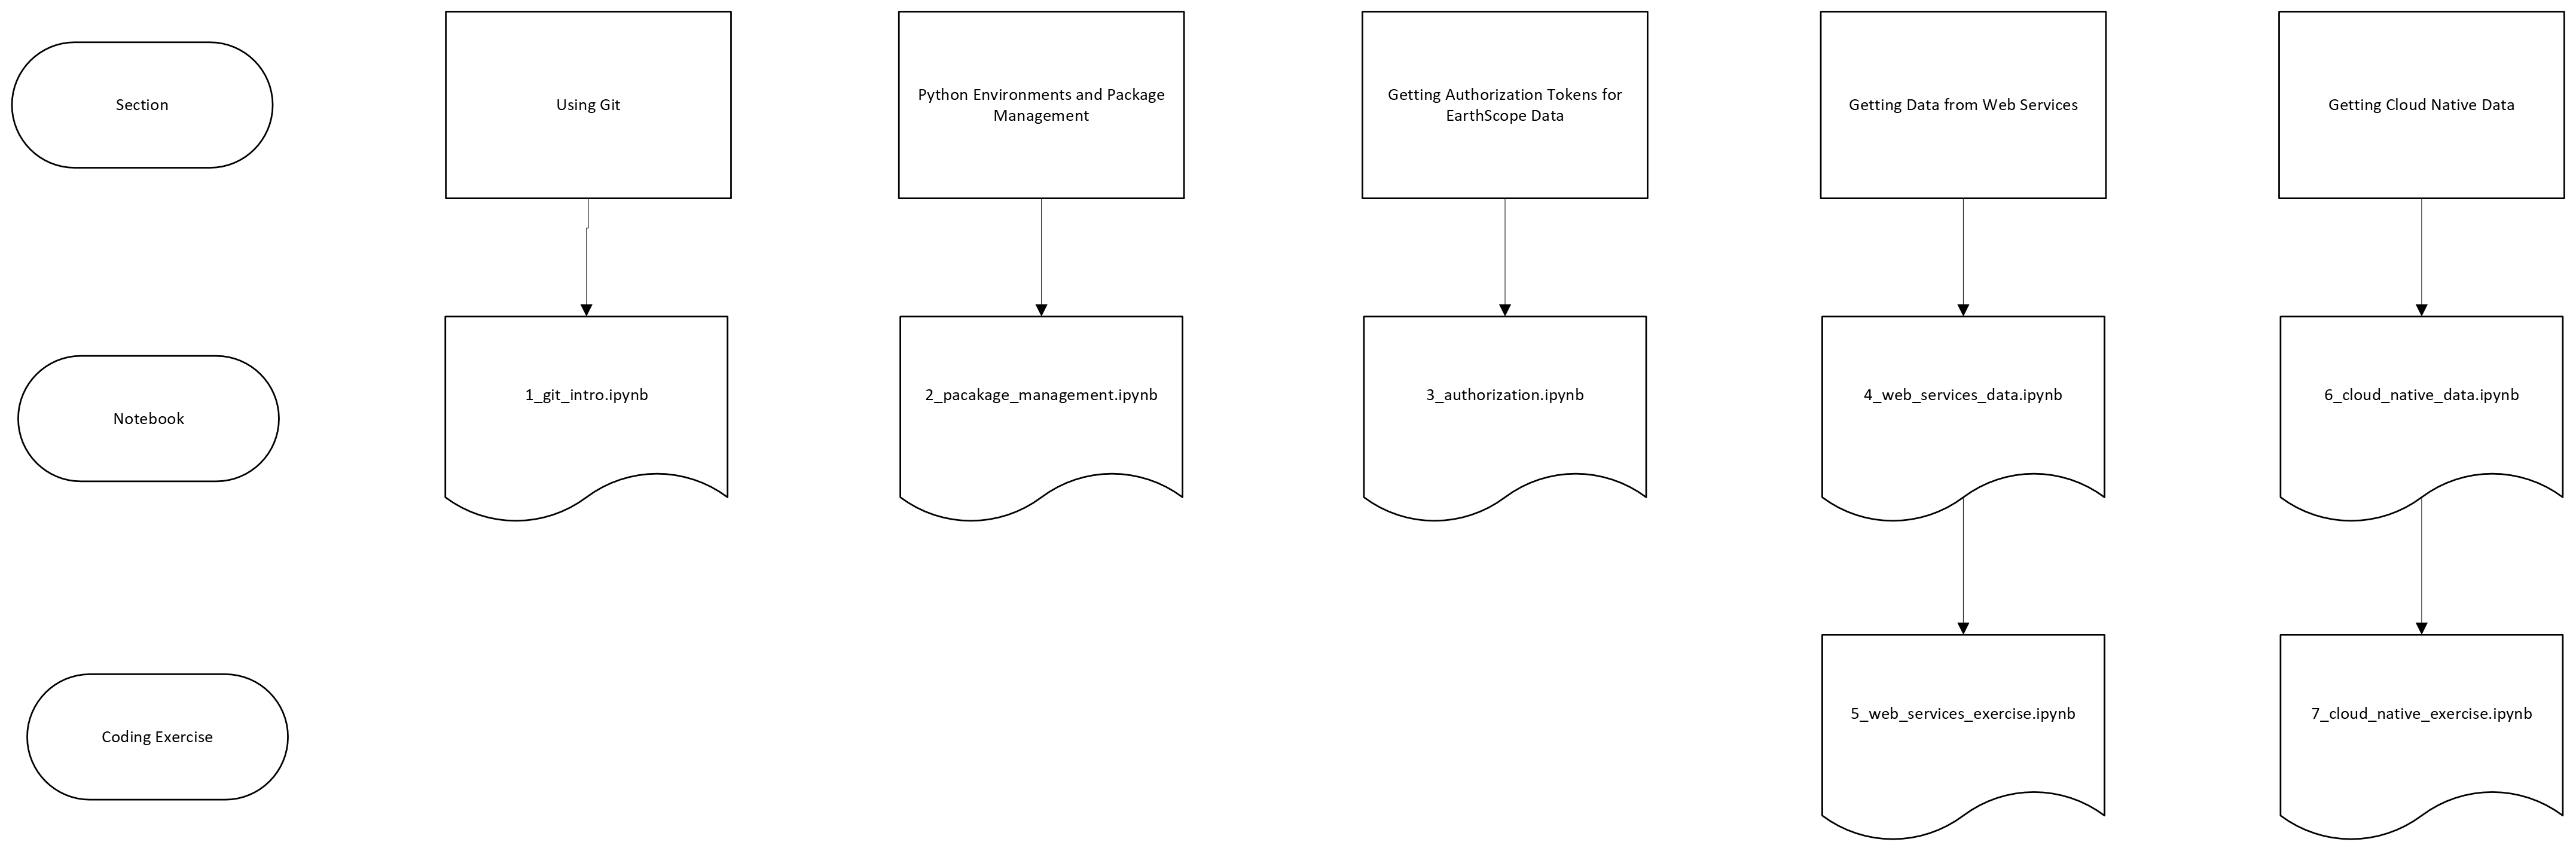 Section
Using Git
Python Environments and Package
Management
Getting Authorization Tokens for
EarthScope Data
Getting Data from Web Services
Getting Cloud Native Data
Notebook
1_git_intro.ipynb
2_pacakage_management.ipynb
3_authorization.ipynb
4_web_services_data.ipynb
6_cloud_native_data.ipynb
Coding Exercise
5_web_services_exercise.ipynb
7_cloud_native_exercise.ipynb